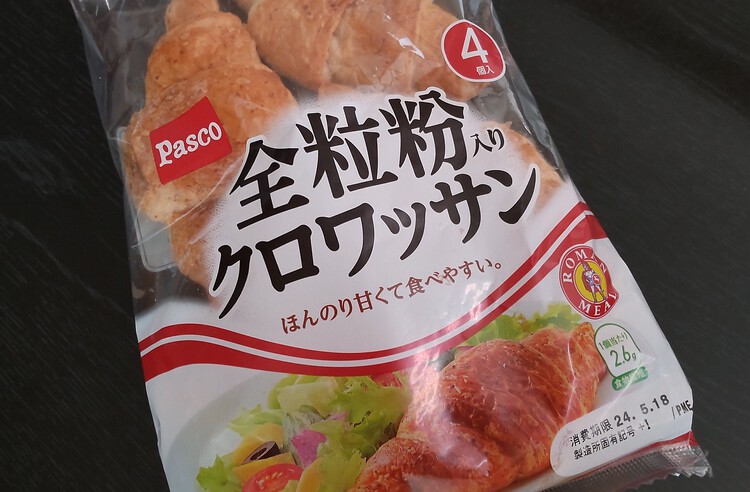 4
個入
Pasco
全粒粉入り
クロワッサン
ほんのり甘くて食べやすい。
ROMAN MEAL
1個当たり
2.6g
消費期限 24. 5.18
/PME
製造所固有記号 +1